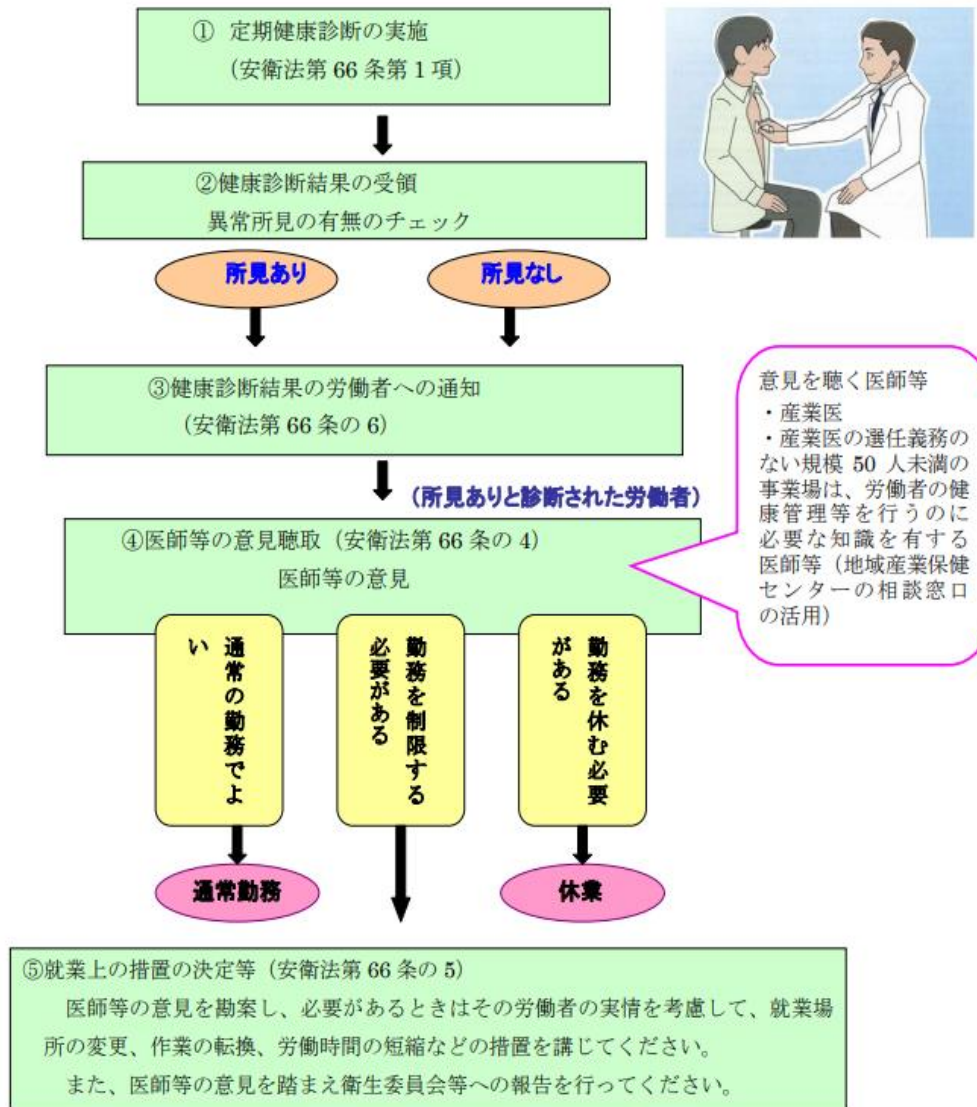 ① 定期健康診断の実施
（安衛法第 66 条第 1 項）
②健康診断結果の受領
異常所見の有無のチェック
所見あり
所見なし
③健康診断結果の労働者への通知
（安衛法第 66 条の 6）
（所見ありと診断された労働者）
④医師等の意見聴取（安衛法第 66 条の 4）
医師等の意見
意見を聴く医師等
・産業医
・産業医の選任義務の
ない規模 50 人未満の
事業場は、労働者の健
康管理等を行うのに
必要な知識を有する
医師等（地域産業保健
センターの相談窓口
の活用）
通常の勤務でよ
い
勤務を制限する
必要がある
勤務を休む必要
がある
通常勤務
休業
⑤就業上の措置の決定等（安衛法第 66 条の 5）
医師等の意見を勘案し、必要があるときはその労働者の実情を考慮して、就業場
所の変更、作業の転換、労働時間の短縮などの措置を講じてください。
また、医師等の意見を踏まえ衛生委員会等への報告を行ってください。